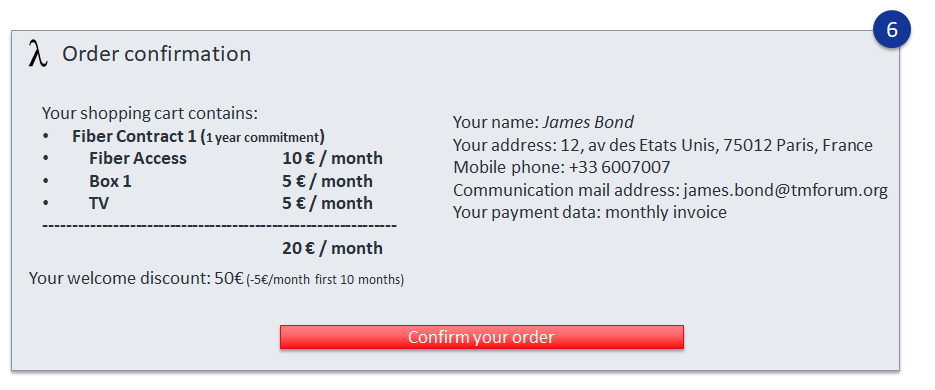 6
λ Order confirmation
Your shopping cart contains:
• Fiber Contract 1 (1 year commitment)
• Fiber Access 10 € / month
• Box 1 5 € / month
• TV 5 € / month
------------------------------------------------------------
20 € / month
Your welcome discount: 50€ (-5€/month first 10 months)
Your name: James Bond
Your address: 12, av des Etats Unis, 75012 Paris, France
Mobile phone: +33 6007007
Communication mail address: james.bond@tmforum.org
Your payment data: monthly invoice
Confirm your order